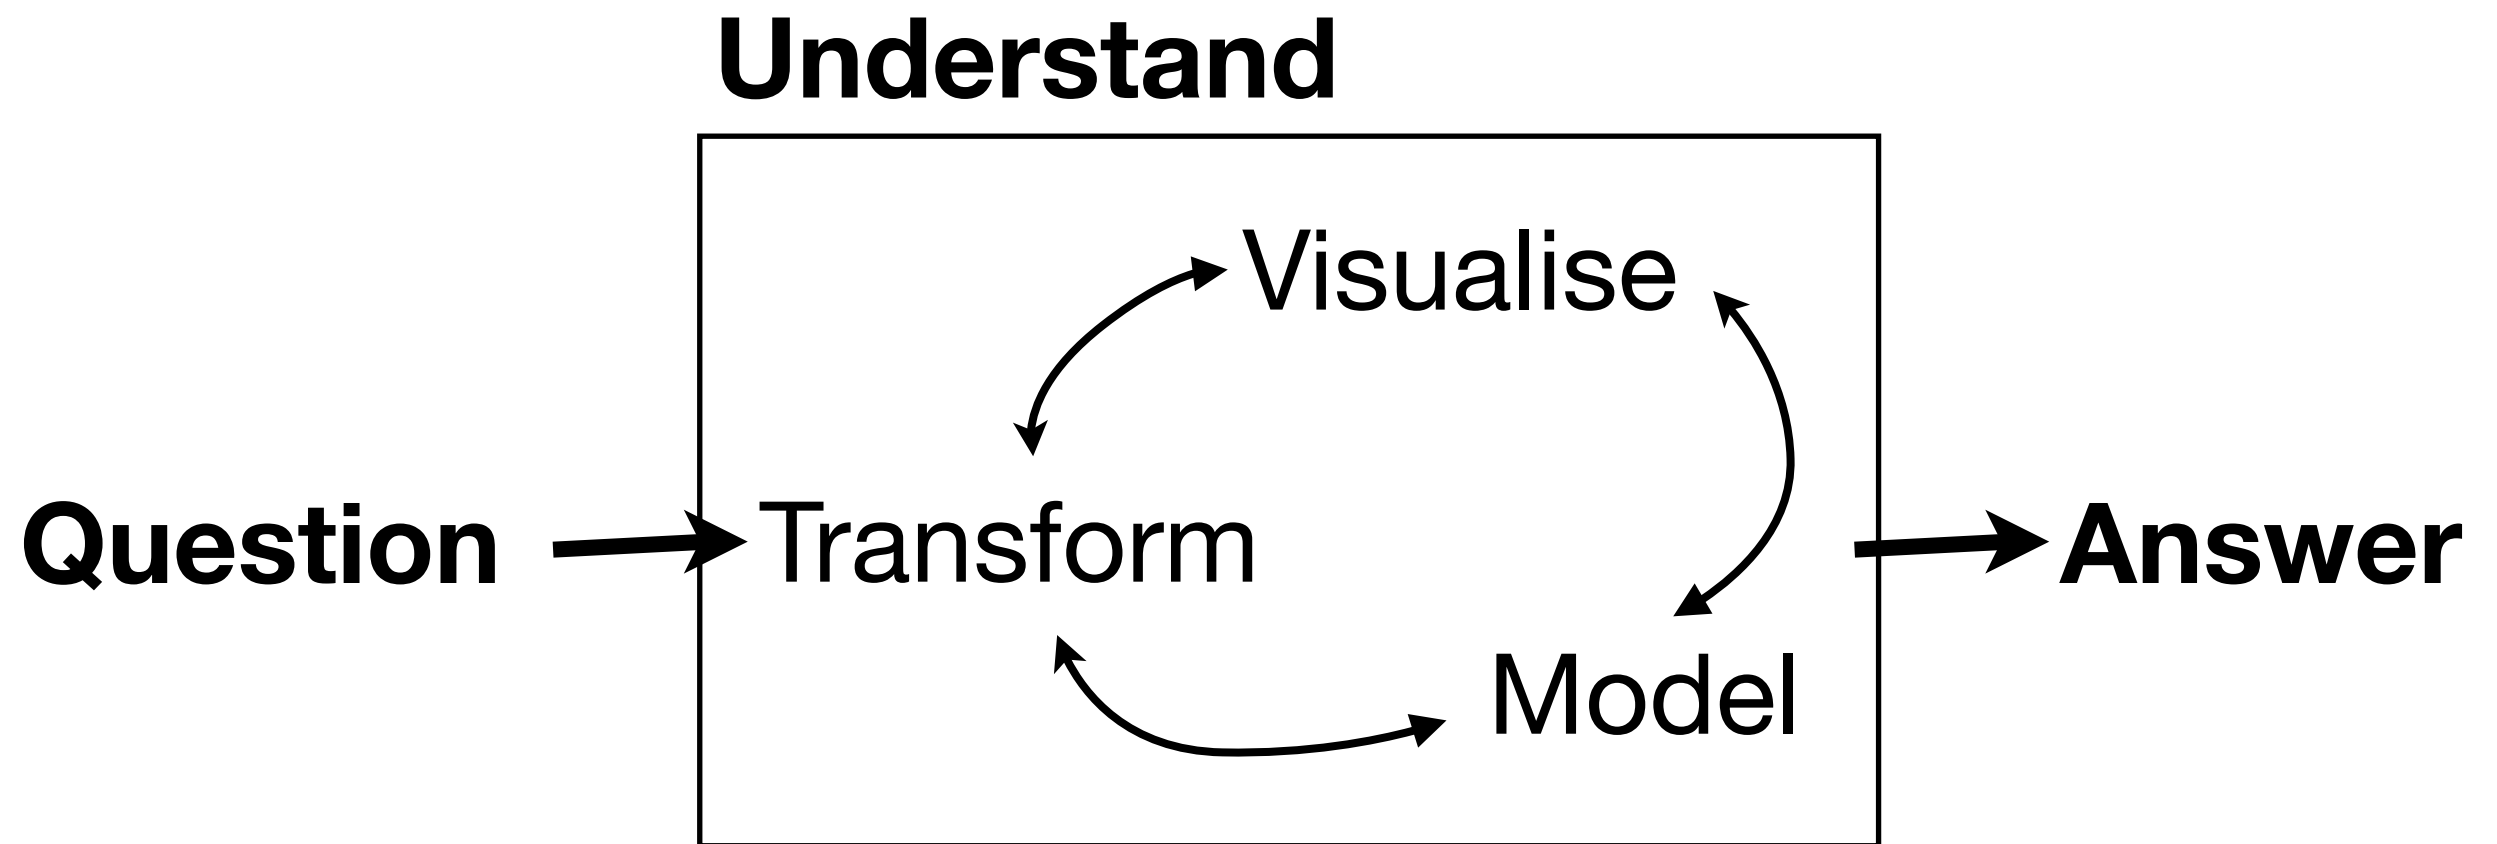 Understand
Visualise
Question
Transform
Answer
Model